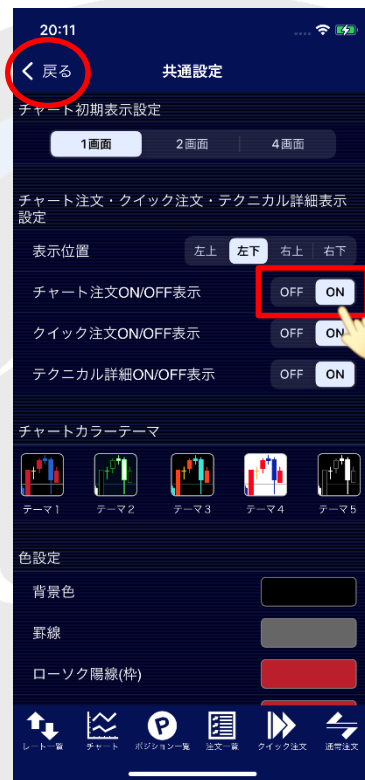 20:11
戻る
共通設定
チャート初期表示設定
1画面 2画面 4画面
チャート注文・クイック注文・テクニカル詳細表示
設定
表示位置 左上 左下 右上 右下
チャート注文ON/OFF表示 OFF ON
クイック注文ON/OFF表示 OFF ON
テクニカル詳細ON/OFF表示 OFF ON
チャートカラーテーマ
テーマ1 テーマ2 テーマ3 テーマ4 テーマ5
色設定
背景色
罫線
ローソク陽線(枠)
P
レート一覧 チャート ポジション一覧 注文一覧 クイック注文 通常注文